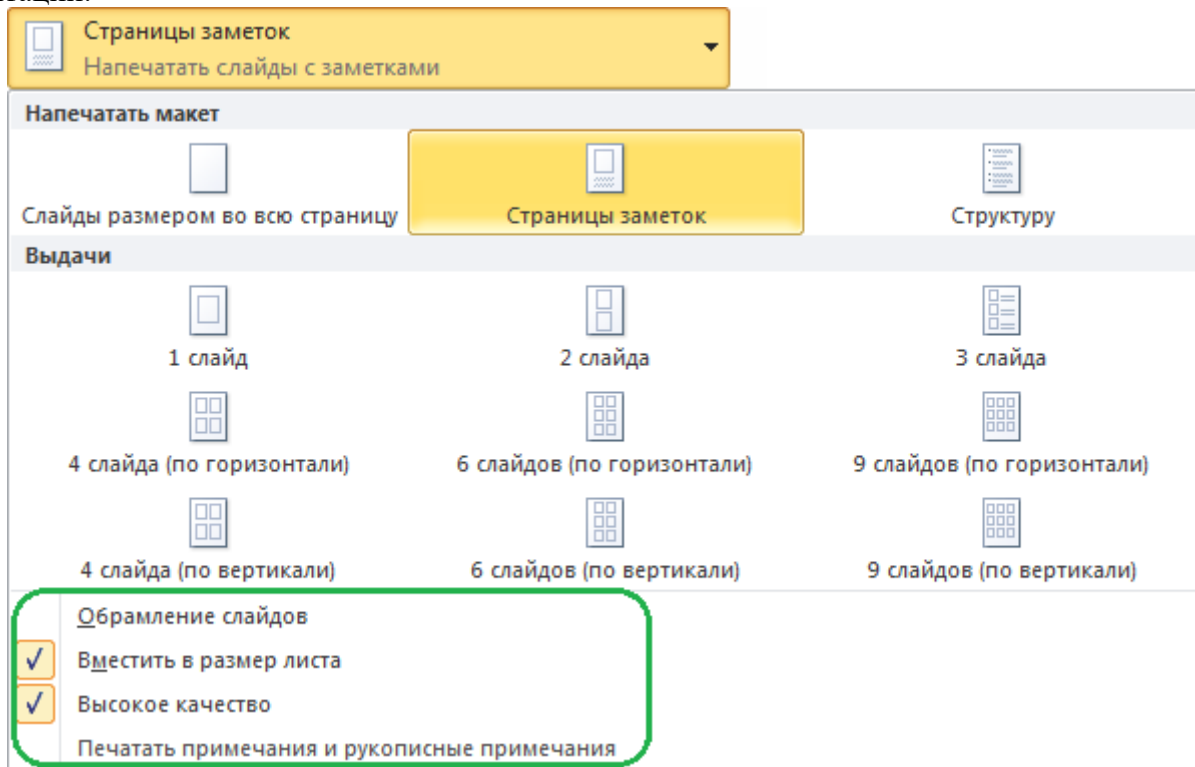 Страницы заметок
Напечатать слайды с заметками
Напечатать макет
Слайды размером во всю страницу Страницы заметок Структуру
Выдачи
1 слайд 2 слайда 3 слайда
4 слайда (по горизонтали) 6 слайдов (по горизонтали) 9 слайдов (по горизонтали)
4 слайда (по вертикали) 6 слайдов (по вертикали) 9 слайдов (по вертикали)
Обрамление слайдов
Вместить в размер листа
Высокое качество
Печатать примечания и рукописные примечания